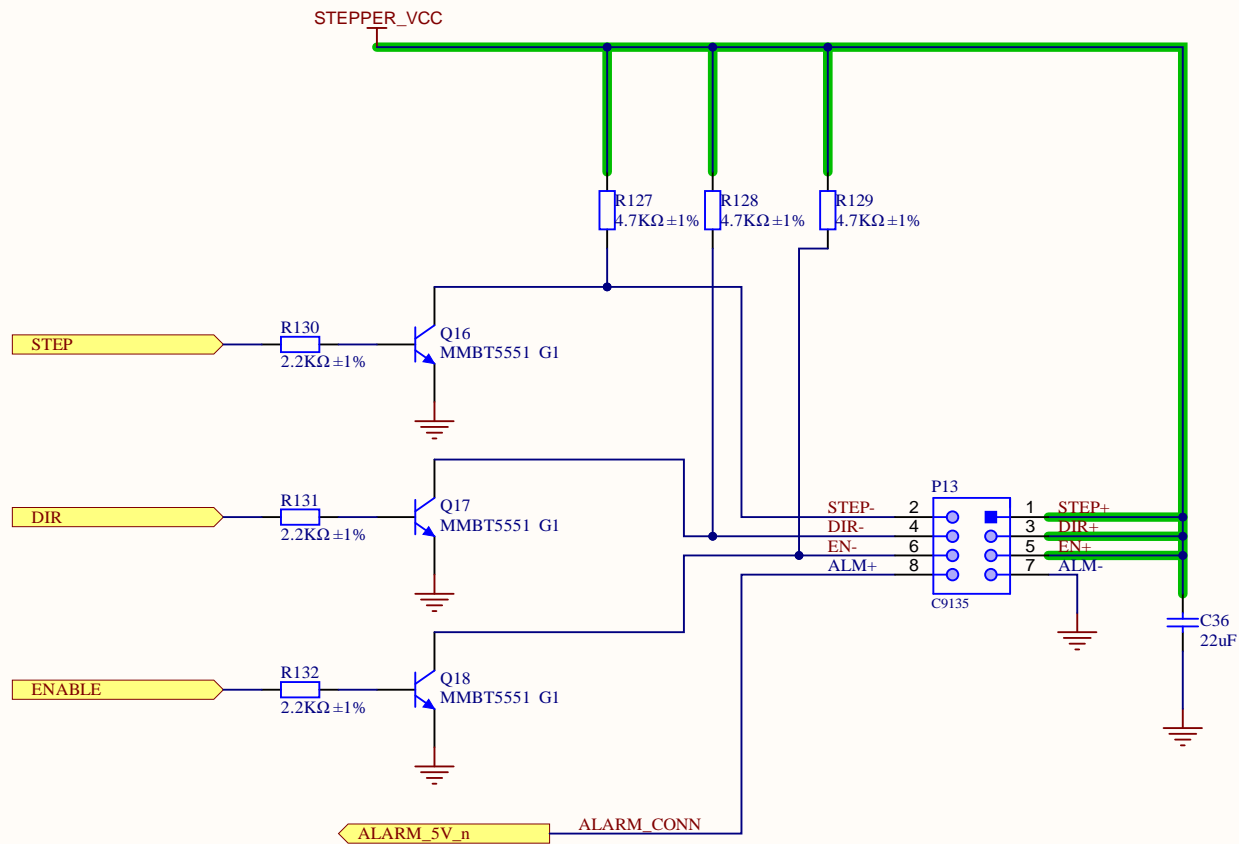 STEPPER_VCC
R127
4.7KΩ ±1%
R128
4.7KΩ ±1%
R129
4.7KΩ ±1%
STEP
R130
2.2KΩ ±1%
Q16
MMBT5551 G1
DIR
R131
2.2KΩ ±1%
Q17
MMBT5551 G1
P13
STEP- 2 1 STEP+
DIR- 4 3 DIR+
EN- 6 5 EN+
ALM+ 8 7 ALM-
C9135
C36
22uF
ENABLE
R132
2.2KΩ ±1%
Q18
MMBT5551 G1
ALARM_5V_n
ALARM_CONN